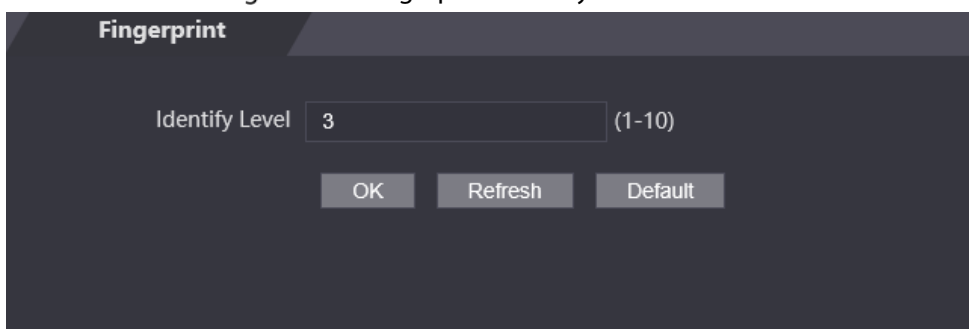 Fingerprint
Identify Level 3 (1-10)
OK Refresh Default